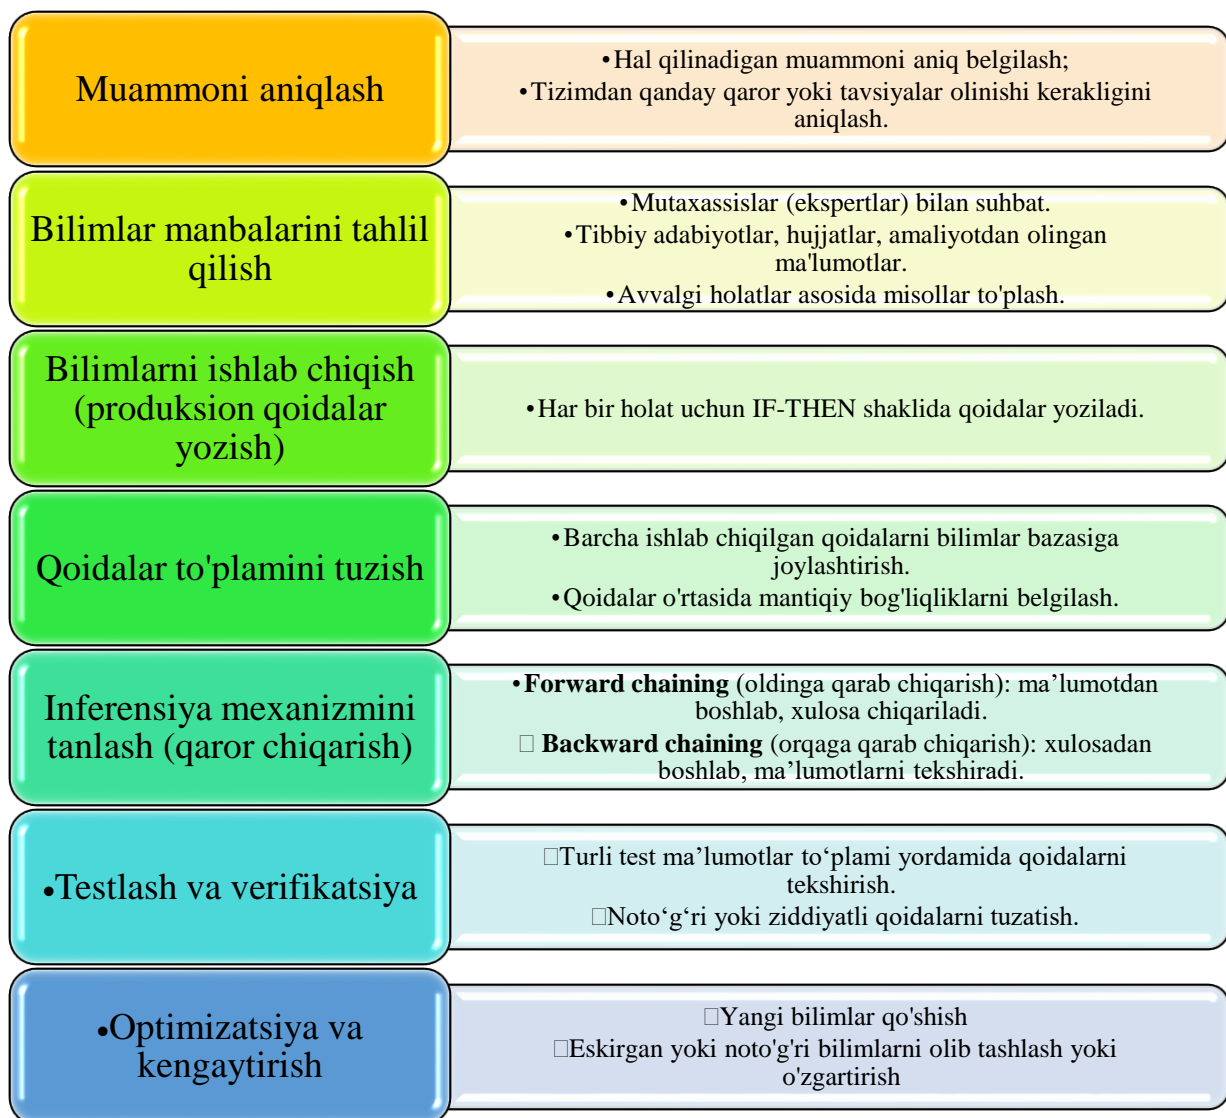 Muammoni aniqlash
•Hal qilinadigan muammoni aniq belgilash;
•Tizimdan qanday qaror yoki tavsiyalar olinishi kerakligini
aniqlash.
Bilimlar manbalarini tahlil
qilish
•Mutaxassislar (ekspertlar) bilan suhbat.
•Tibbiy adabiyotlar, hujjatlar, amaliyotdan olingan
ma'lumotlar.
•Avvalgi holatlar asosida misollar to'plash.
Bilimlarni ishlab chiqish
(produksion qoidalar
yozish)
•Har bir holat uchun IF-THEN shaklida qoidalar yoziladi.
Qoidalar to'plamini tuzish
•Barcha ishlab chiqilgan qoidalarni bilimlar bazasiga
joylashtirish.
•Qoidalar o'rtasida mantiqiy bog'liqliklarni belgilash.
Inferensiya mexanizmini
tanlash (qaror chiqarish)
•Forward chaining (oldinga qarab chiqarish): ma’lumotdan
boshlab, xulosa chiqariladi.
□ Backward chaining (orqaga qarab chiqarish): xulosadan
boshlab, ma’lumotlarni tekshiradi.
•Testlash va verifikatsiya
□Turli test ma’lumotlar to‘plami yordamida qoidalarni
tekshirish.
□Noto‘g‘ri yoki ziddiyatli qoidalarni tuzatish.
•Optimizatsiya va
kengaytirish
□Yangi bilimlar qo'shish
□Eskirgan yoki noto'g'ri bilimlarni olib tashlash yoki
o'zgartirish